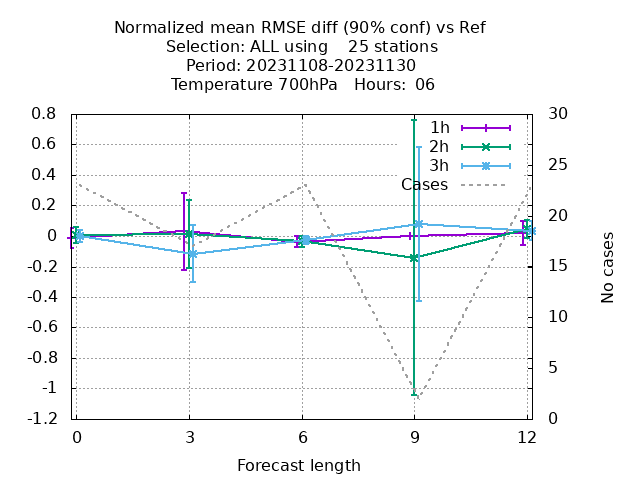 Normalized mean RMSE diff (90% conf) vs Ref
Selection: ALL using    25 stations
Period: 20231108-20231130
Temperature 700hPa   Hours:  06
0.8
0.6
0.4
0.2
0
-0.2
-0.4
-0.6
-0.8
-1
-1.2
1h
2h
3h
Cases
30
25
20
15
10
5
0
No cases
0 3 6 9 12
Forecast length